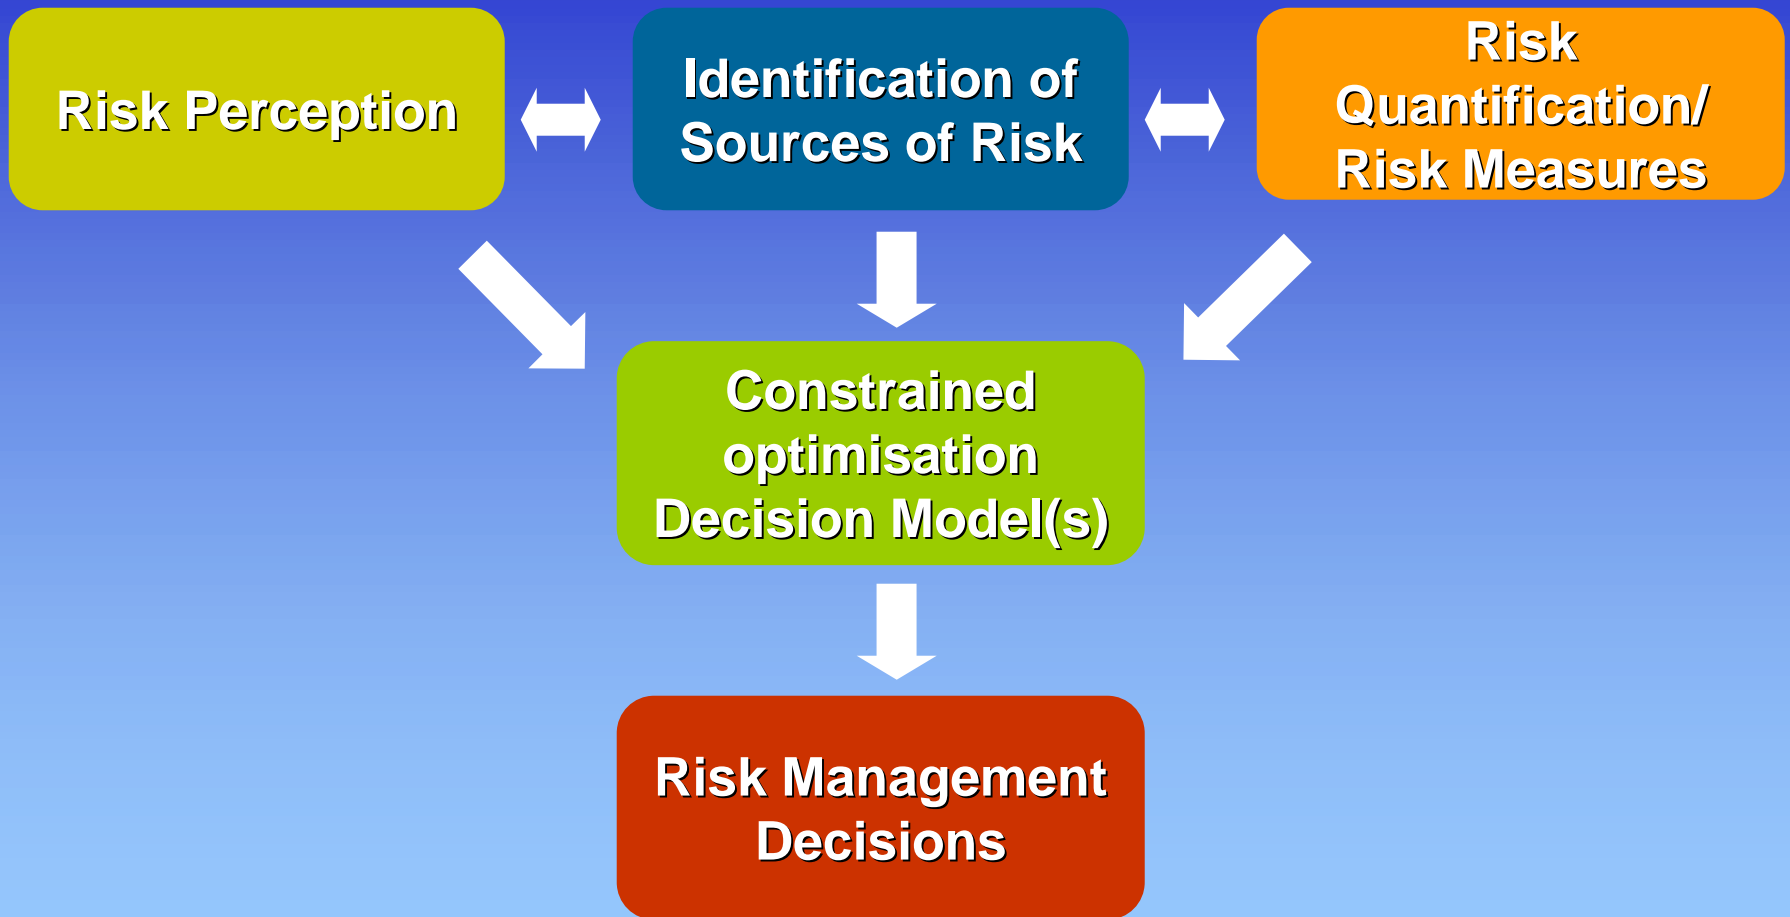 Risk Perception
Identification of
Sources of Risk
Risk
Quantification/
Risk Measures
Constrained
optimisation
Decision Model(s)
Risk Management
Decisions